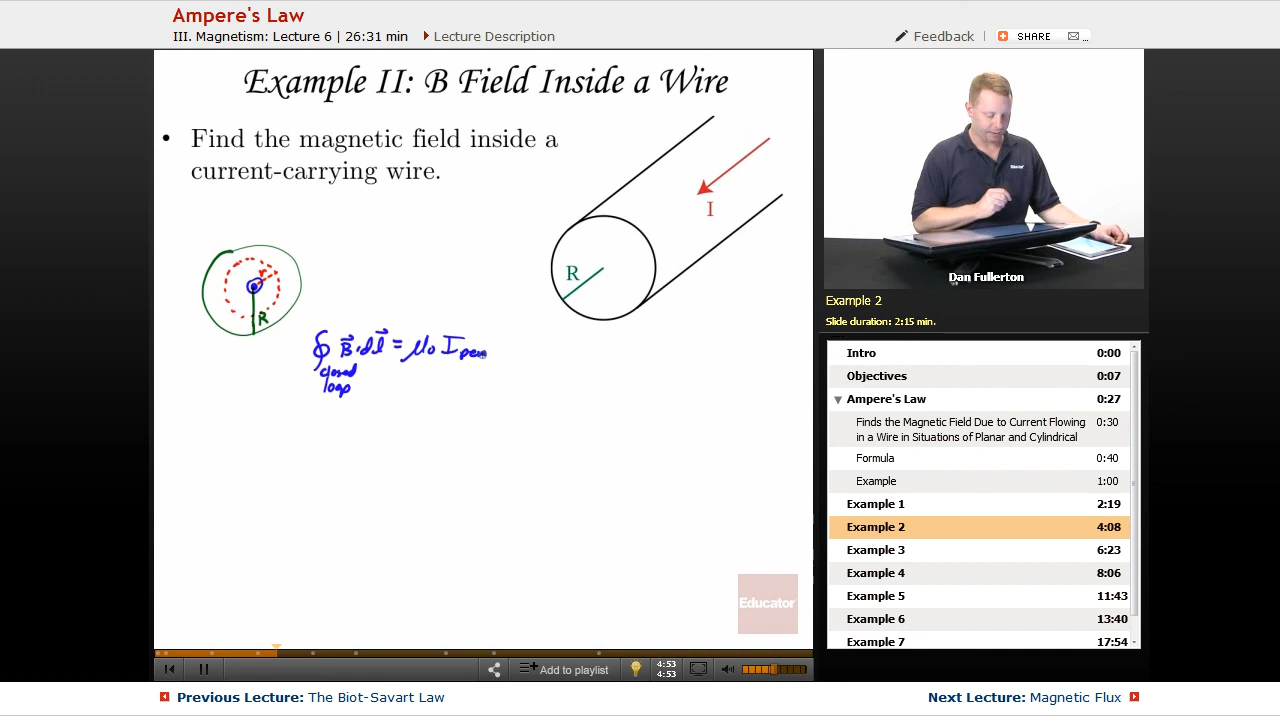 Ampere's Law
III. Magnetism: Lecture 6 | 26:31 min
Lecture Description
Feedback
SHARE
Example II: B Field Inside a Wire
• Find the magnetic field inside a
current-carrying wire.
I
R
r
R
∮ B⃗·dl⃗ = μ₀ I pen
closed
loop
Educator
Dan Fullerton
Example 2
Slide duration: 2:15 min.
Intro 0:00
Objectives 0:07
Ampere's Law 0:27
Finds the Magnetic Field Due to Current Flowing 0:30
in a Wire in Situations of Planar and Cylindrical
Formula 0:40
Example 1:00
Example 1 2:19
Example 2 4:08
Example 3 6:23
Example 4 8:06
Example 5 11:43
Example 6 13:40
Example 7 17:54
Add to playlist
4:53
4:53
Previous Lecture: The Biot-Savart Law
Next Lecture: Magnetic Flux